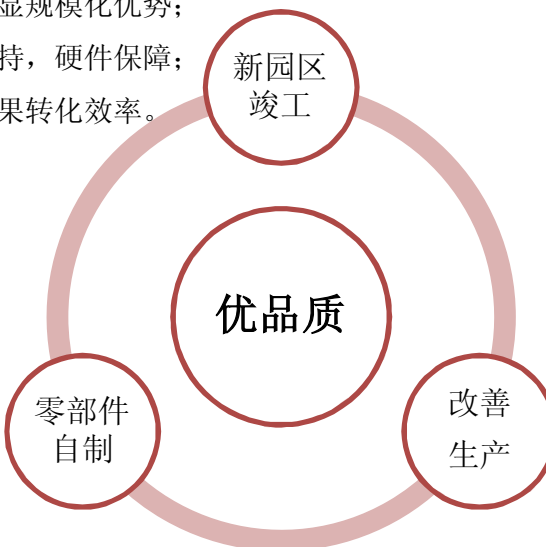 显规模化优势；
持，硬件保障；
果转化效率。
新园区
竣工
优品质
零部件
自制
改善
生产